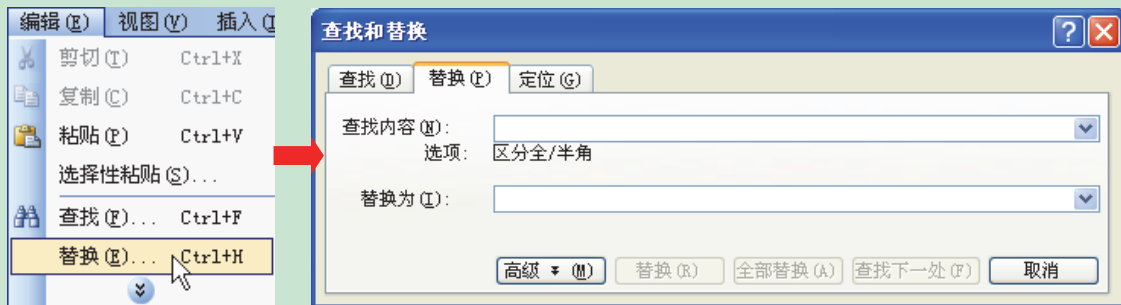 编辑(E) 视图(V) 插入(I
剪切(T) Ctrl+X
复制(C) Ctrl+C
粘贴(P) Ctrl+V
选择性粘贴(S)...
查找(F)... Ctrl+F
替换(E)... Ctrl+H
查找和替换
查找(D) 替换(P) 定位(G)
查找内容(N):
选项: 区分全/半角
替换为(I):
高级 (M) 替换(R) 全部替换(A) 查找下一处(F) 取消